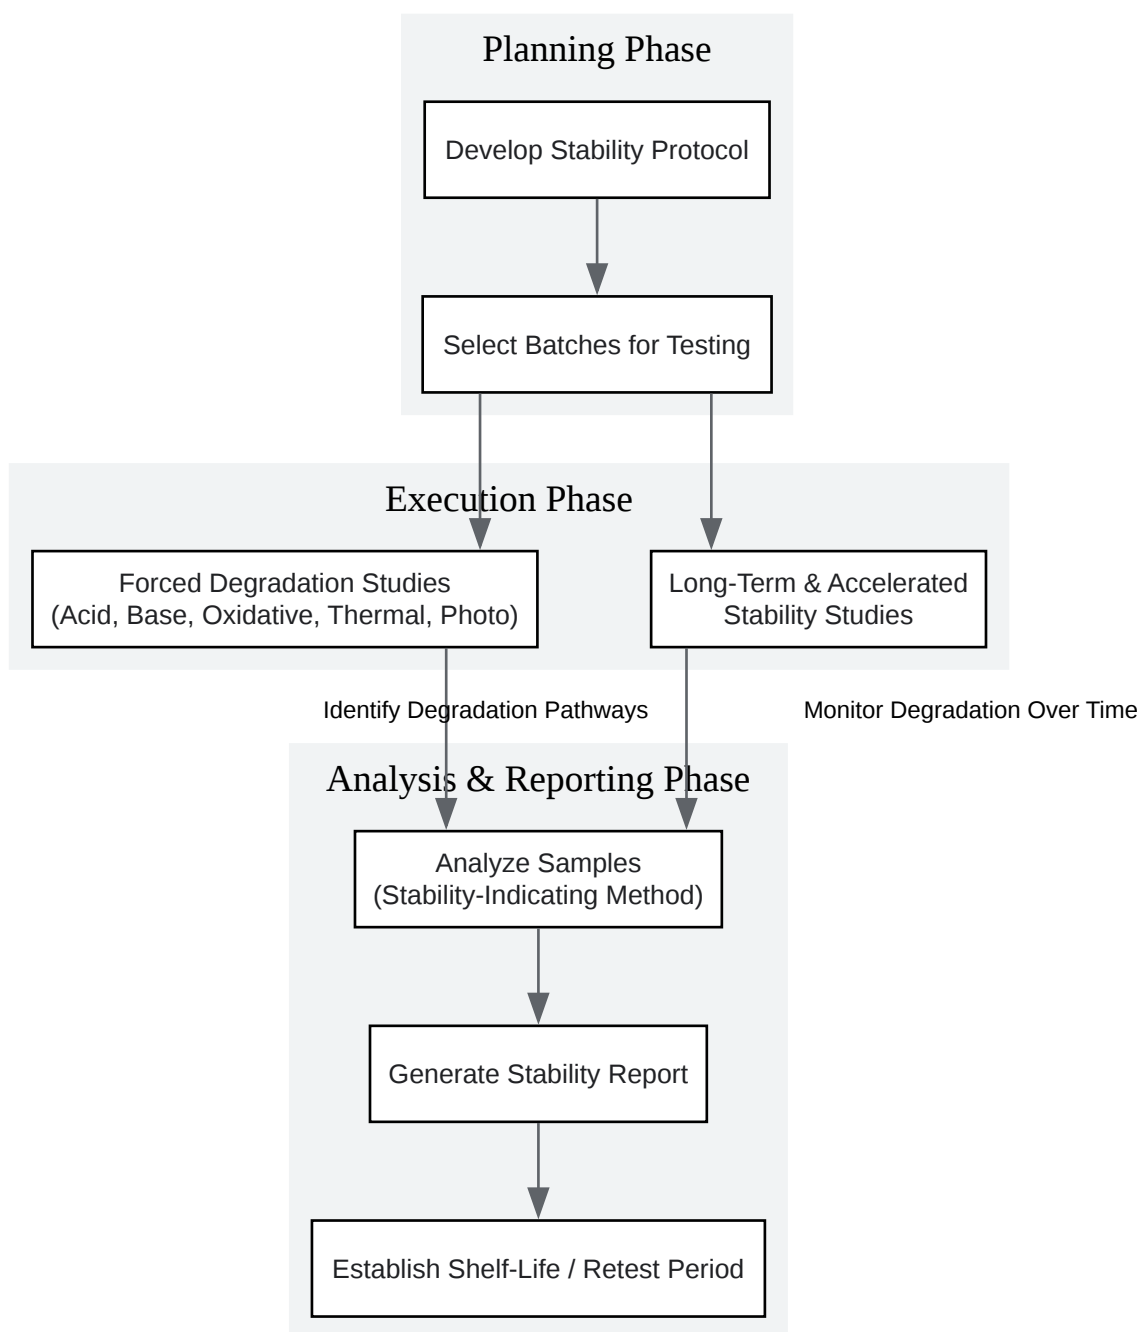 Planning Phase
Develop Stability Protocol
Select Batches for Testing
Execution Phase
Forced Degradation Studies
(Acid, Base, Oxidative, Thermal, Photo)
Long-Term & Accelerated
Stability Studies
Identify Degradation Pathways
Monitor Degradation Over Time
Analysis & Reporting Phase
Analyze Samples
(Stability-Indicating Method)
Generate Stability Report
Establish Shelf-Life / Retest Period